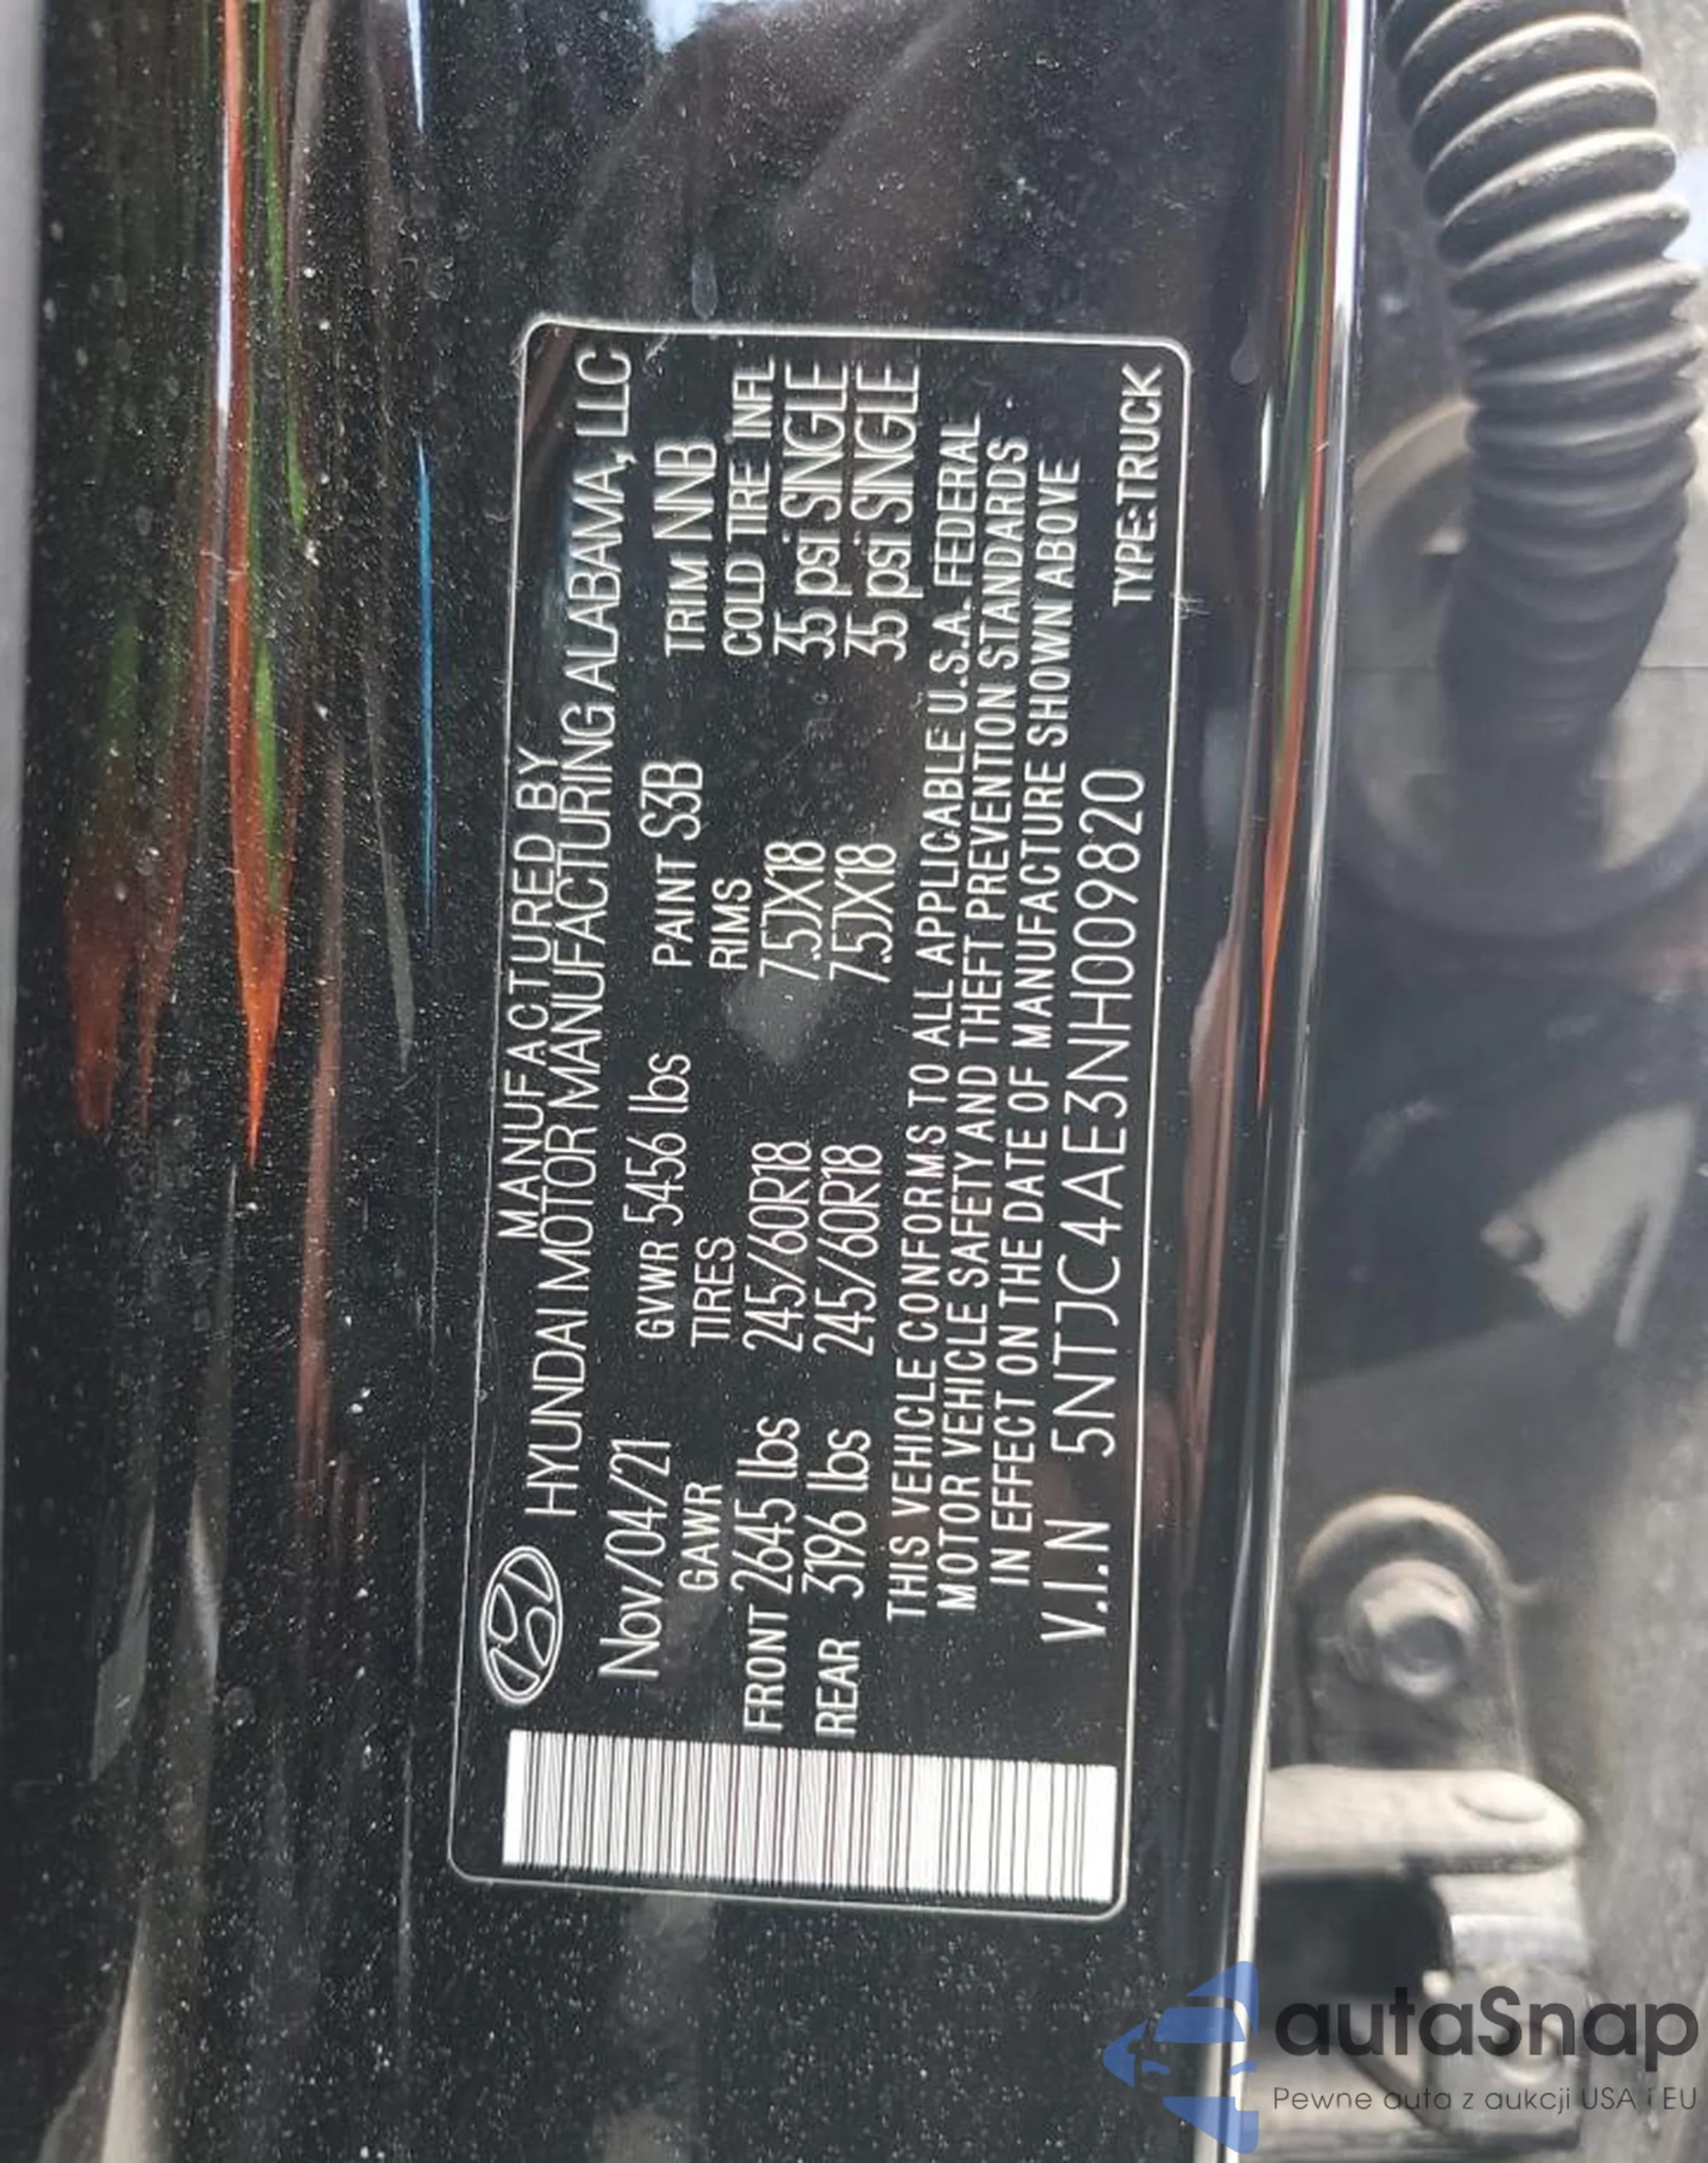 MANUFACTURED BY
HYUNDAI MOTOR MANUFACTURING ALABAMA, LLC
Nov/04/21 GVWR 5456 lbs PAINT S3B TRIM NNB
GAWR TIRES RIMS COLD TIRE INFL
FRONT 2645 lbs 245/60R18 7.5JX18 35 psi SINGLE
REAR 3196 lbs 245/60R18 7.5JX18 35 psi SINGLE
THIS VEHICLE CONFORMS TO ALL APPLICABLE U.S.A. FEDERAL
MOTOR VEHICLE SAFETY AND THEFT PREVENTION STANDARDS
IN EFFECT ON THE DATE OF MANUFACTURE SHOWN ABOVE
V.I.N 5NTJC4AE3NH009820
TYPE:TRUCK
autaSnap
Pewne auta z aukcji USA i EU